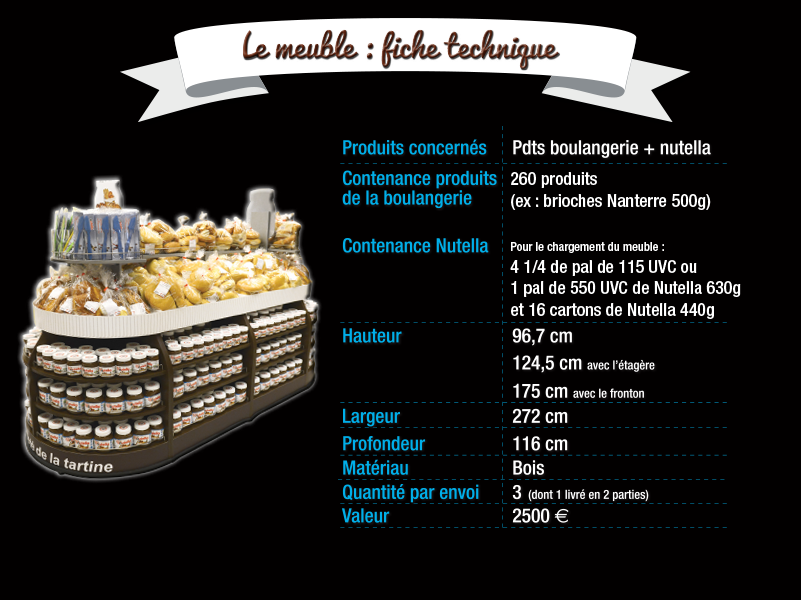 Le meuble : fiche technique
Produits concernés
Pdts boulangerie + nutella
Contenance produits
de la boulangerie
260 produits
(ex : brioches Nanterre 500g)
Contenance Nutella
Pour le chargement du meuble :
4 1/4 de pal de 115 UVC ou
1 pal de 550 UVC de Nutella 630g
et 16 cartons de Nutella 440g
Hauteur
96,7 cm
124,5 cm avec l'étagère
175 cm avec le fronton
Largeur
272 cm
Profondeur
116 cm
Matériau
Bois
Quantité par envoi
3 (dont 1 livré en 2 parties)
Valeur
2500 €
de la tartine